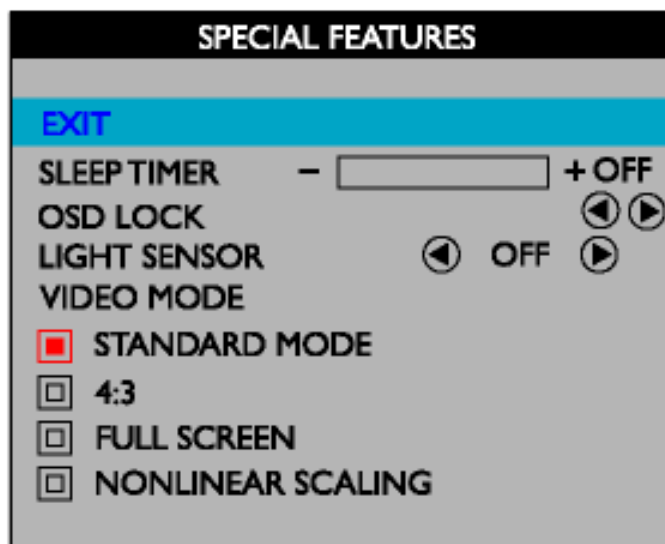 SPECIAL FEATURES
EXIT
SLEEP TIMER - + OFF
OSD LOCK
LIGHT SENSOR OFF
VIDEO MODE
STANDARD MODE
4:3
FULL SCREEN
NONLINEAR SCALING